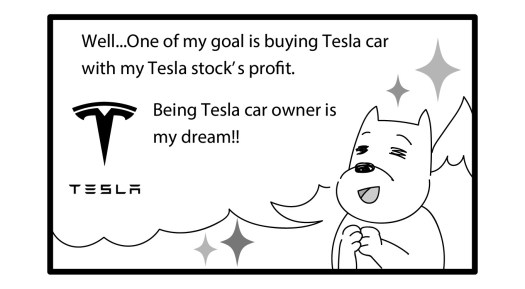 Well...One of my goal is buying Tesla car
with my Tesla stock's profit.
Being Tesla car owner is
my dream!!
TESLA